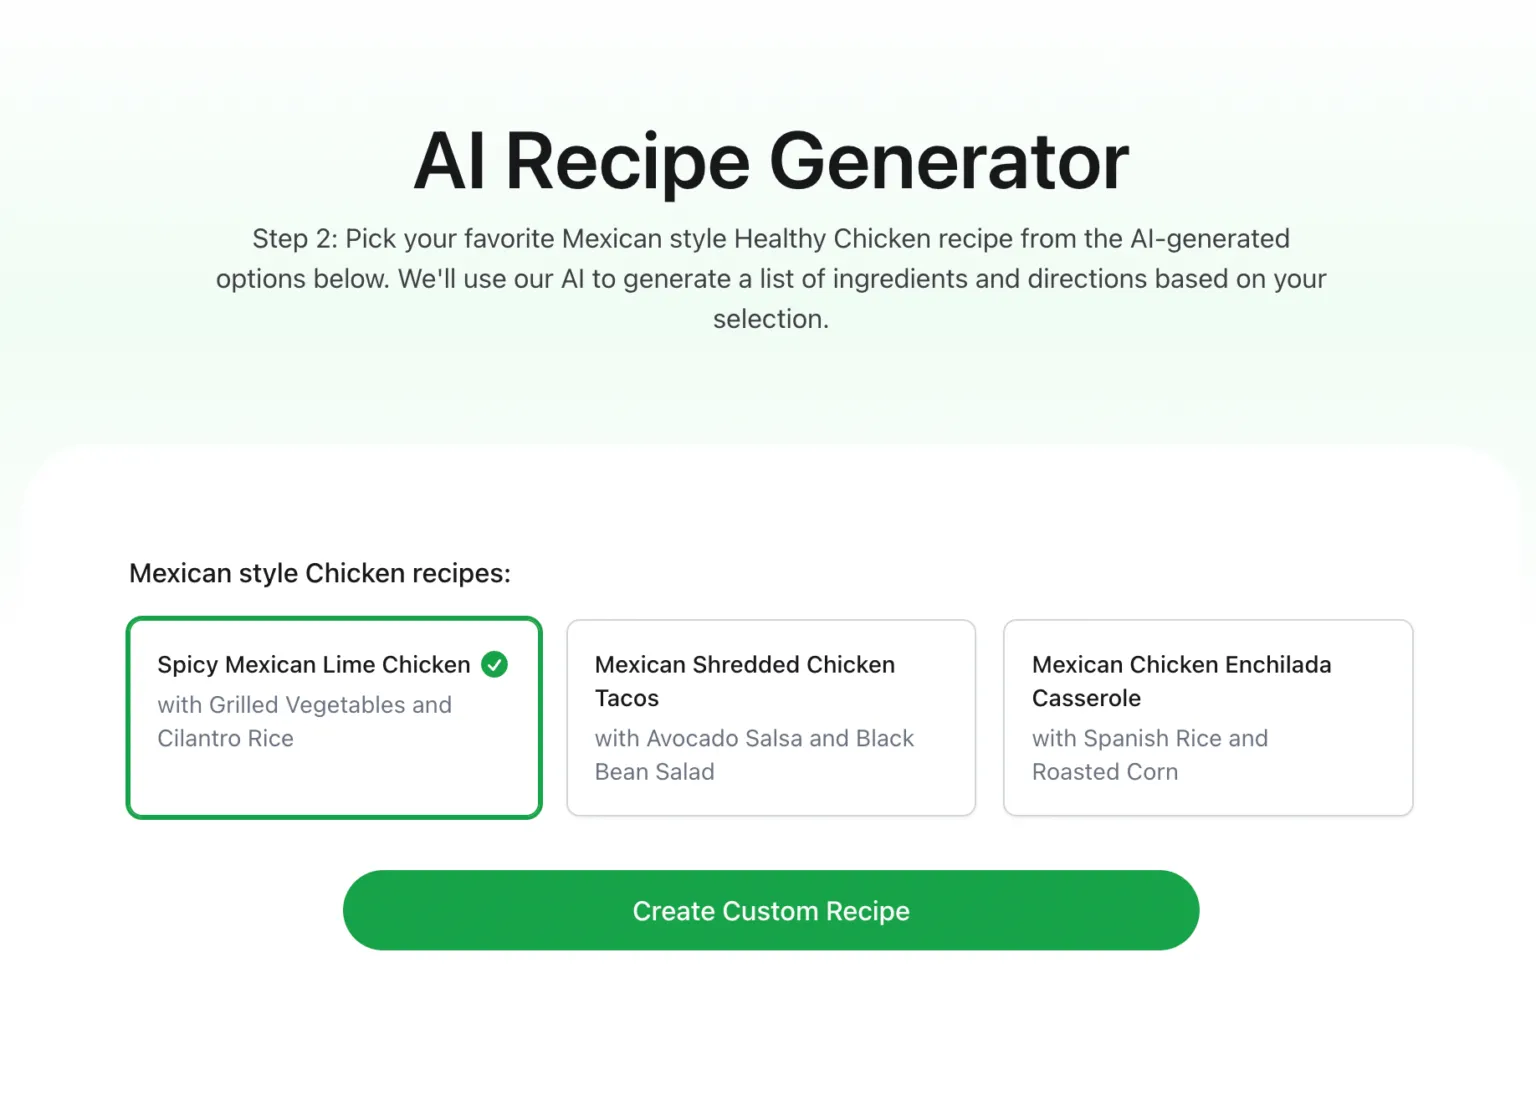 AI Recipe Generator
Step 2: Pick your favorite Mexican style Healthy Chicken recipe from the AI-generated
options below. We'll use our AI to generate a list of ingredients and directions based on your
selection.
Mexican style Chicken recipes:
Spicy Mexican Lime Chicken
with Grilled Vegetables and
Cilantro Rice
Mexican Shredded Chicken
Tacos
with Avocado Salsa and Black
Bean Salad
Mexican Chicken Enchilada
Casserole
with Spanish Rice and
Roasted Corn
Create Custom Recipe